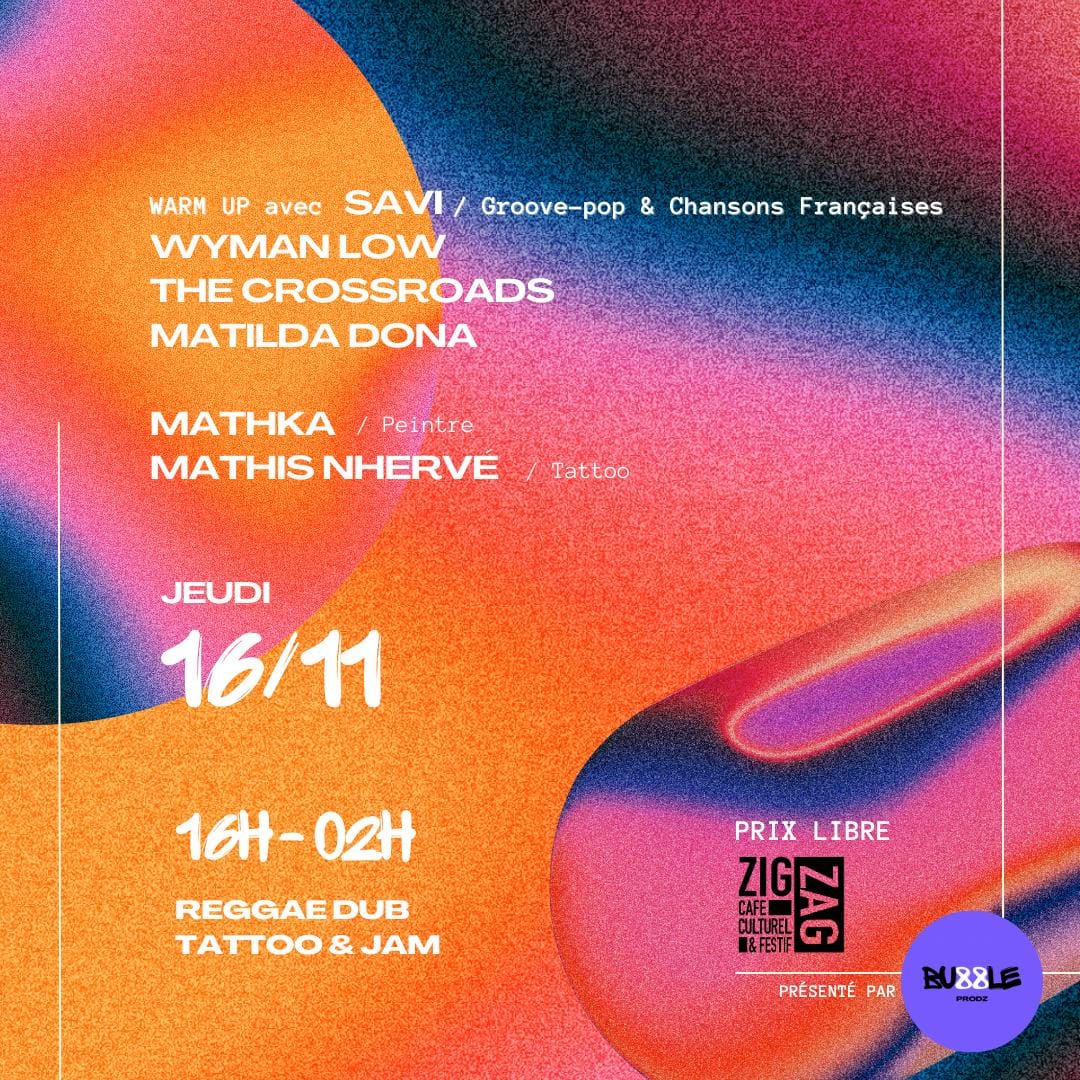 WARM UP avec SAVI / Groove-pop & Chansons Françaises
WYMAN LOW
THE CROSSROADS
MATILDA DONA
MATHKA / Peintre
MATHIS NHERVÉ / Tattoo
JEUDI
16/11
16H - 02H
REGGAE DUB
TATTOO & JAM
PRIX LIBRE
ZIG ZAG
CAFE
CULTUREL
& FESTIF
PRÉSENTÉ PAR
BU88LE
PRODZ